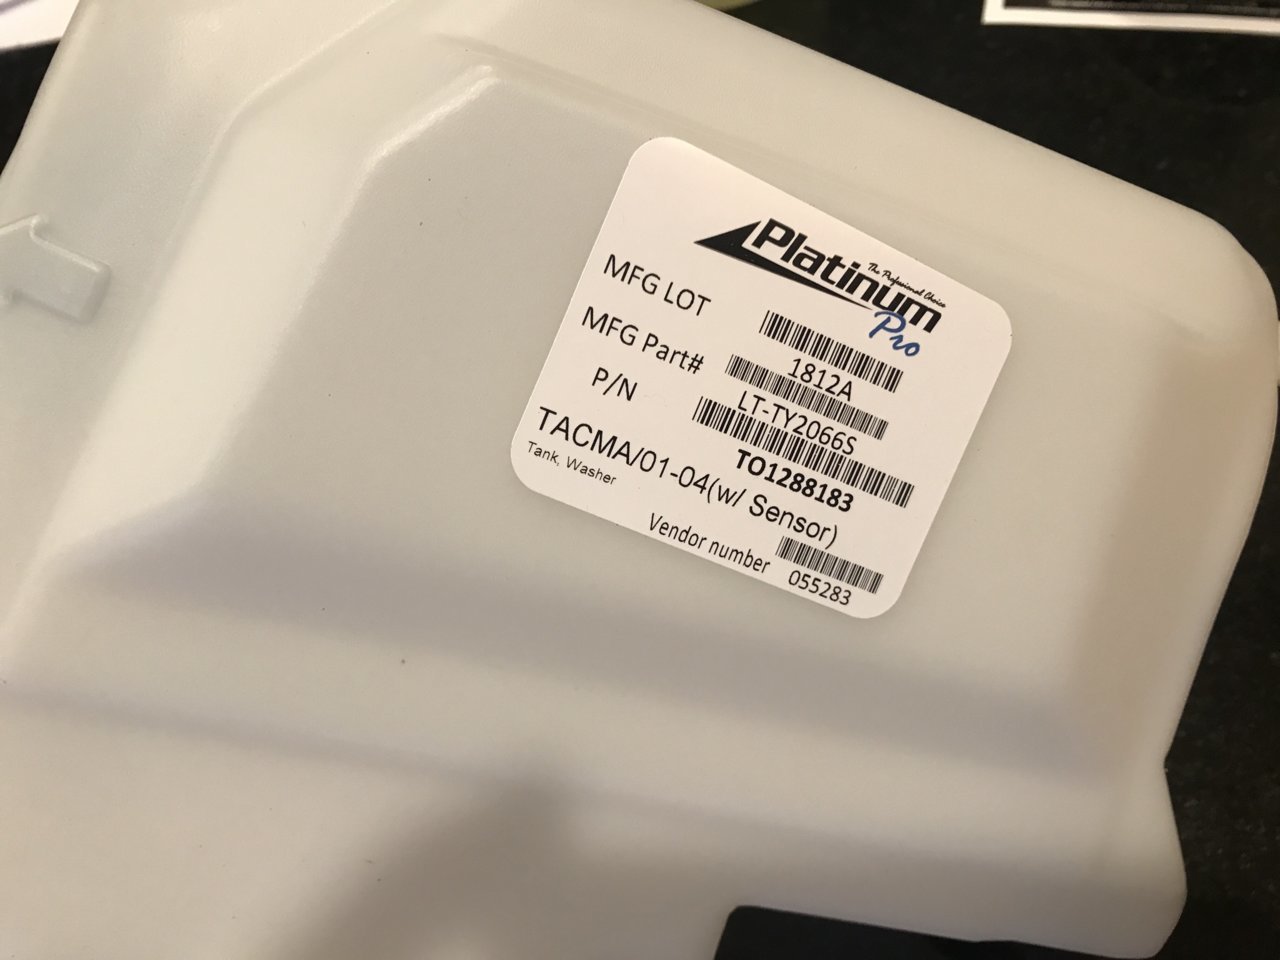 Platinum
The Professional Choice
Pro
MFG LOT
1812A
MFG Part#
LT-TY2066S
P/N
TO1288183
TACMA/01-04(w/ Sensor)
Tank, Washer
Vendor number
055283